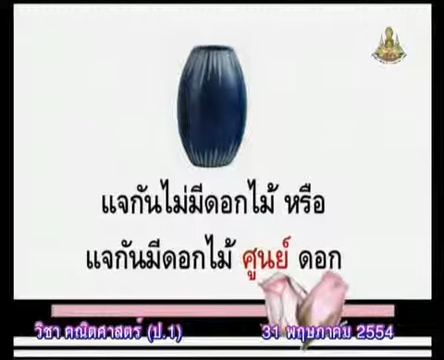 แจกันไม่มีดอกไม้ หรือ
แจกันมีดอกไม้ ศูนย์ ดอก
วิชา คณิตศาสตร์ (ป.1)
31 พฤษภาคม 2554